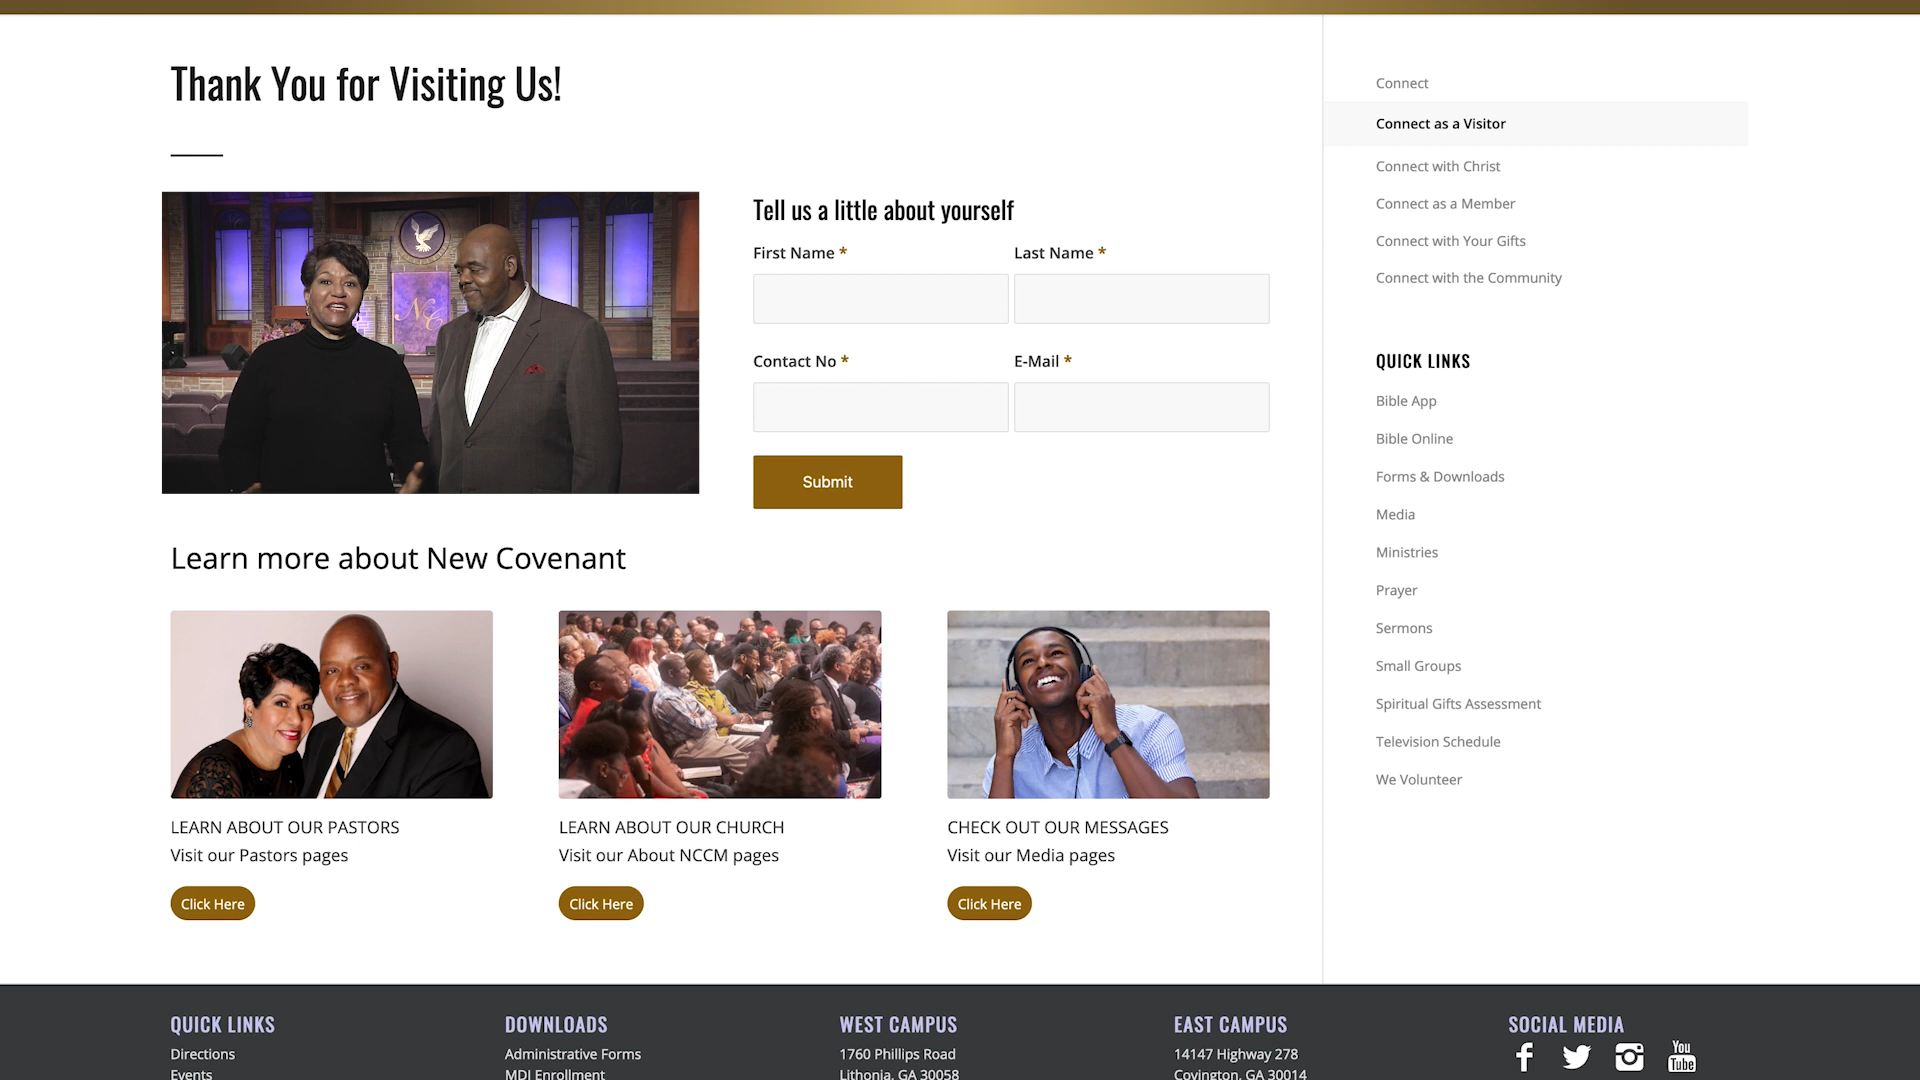 Thank You for Visiting Us!
Tell us a little about yourself
First Name *
Last Name *
Contact No *
E-Mail *
Submit
NC
Learn more about New Covenant
LEARN ABOUT OUR PASTORS
Visit our Pastors pages
Click Here
LEARN ABOUT OUR CHURCH
Visit our About NCCM pages
Click Here
CHECK OUT OUR MESSAGES
Visit our Media pages
Click Here
Connect
Connect as a Visitor
Connect with Christ
Connect as a Member
Connect with Your Gifts
Connect with the Community
QUICK LINKS
Bible App
Bible Online
Forms & Downloads
Media
Ministries
Prayer
Sermons
Small Groups
Spiritual Gifts Assessment
Television Schedule
We Volunteer
QUICK LINKS
Directions
Events
DOWNLOADS
Administrative Forms
MDI Enrollment
WEST CAMPUS
1760 Phillips Road
Lithonia, GA 30058
EAST CAMPUS
14147 Highway 278
Covington, GA 30014
SOCIAL MEDIA
You
Tube